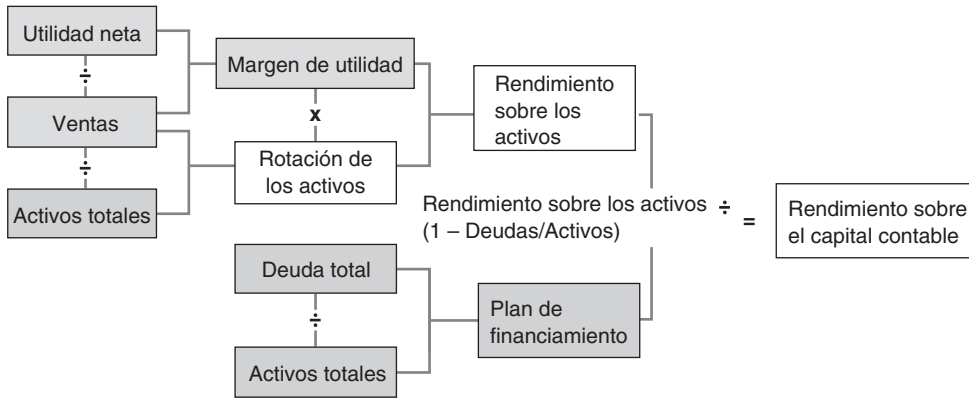 Utilidad neta
÷
Ventas
÷
Activos totales
Margen de utilidad
x
Rotación de
los activos
Rendimiento
sobre los
activos
Rendimiento sobre los activos ÷
(1 – Deudas/Activos)
=
Rendimiento sobre
el capital contable
Deuda total
÷
Activos totales
Plan de
financiamiento